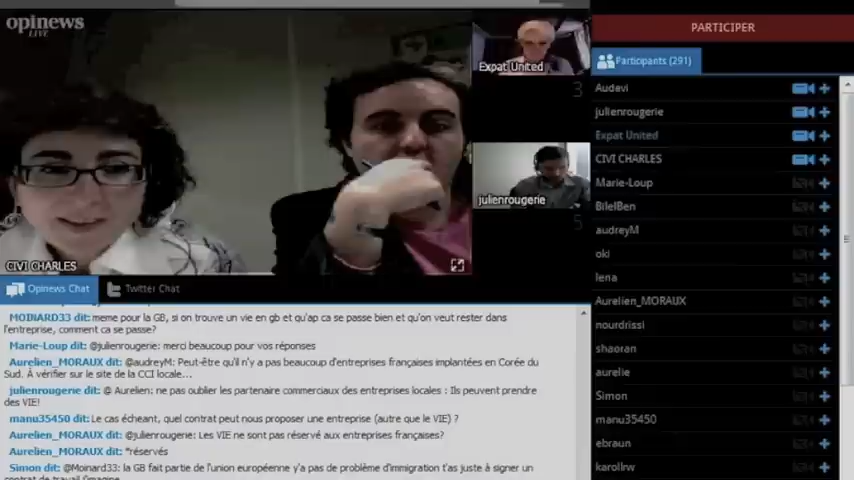 opinews
LIVE
Expat United
3
julienrougerie
5
CIVI CHARLES
PARTICIPER
Participants (291)
Audavi
julienrougerie
Expat United
CIVI CHARLES
Marie-Loup
BilelBen
audreyM
oki
lena
Aurelien_MORAUX
nourdrissi
shaoran
aurelie
Simon
manu35450
ebraun
karollrw
Opinews Chat
Twitter Chat
MOINARD33 dit: meme pour la GB, si on trouve un vie en gb et qu'ap ca se passe bien et qu'on veut rester dans
l'entreprise, comment ca se passe?
Marie-Loup dit: @julienrougerie: merci beaucoup pour vos réponses
Aurelien_MORAUX dit: @audreyM: Peut-être qu'il n'y a pas beaucoup d'entreprises françaises implantées en Corée du
Sud. À vérifier sur le site de la CCI locale...
julienrougerie dit: @ Aurelien: ne pas oublier les partenaire commerciaux des entreprises locales : Ils peuvent prendre
des VIE!
manu35450 dit: Le cas échéant, quel contrat peut nous proposer une entreprise (autre que le VIE) ?
Aurelien_MORAUX dit: @julienrougerie: Les VIE ne sont pas réservé aux entreprises françaises?
Aurelien_MORAUX dit: *réservés
Simon dit: @Moinard33: la GB fait partie de l'union européenne y'a pas de problème d'immigration t'as juste à signer un
contrat de travail j'imagine